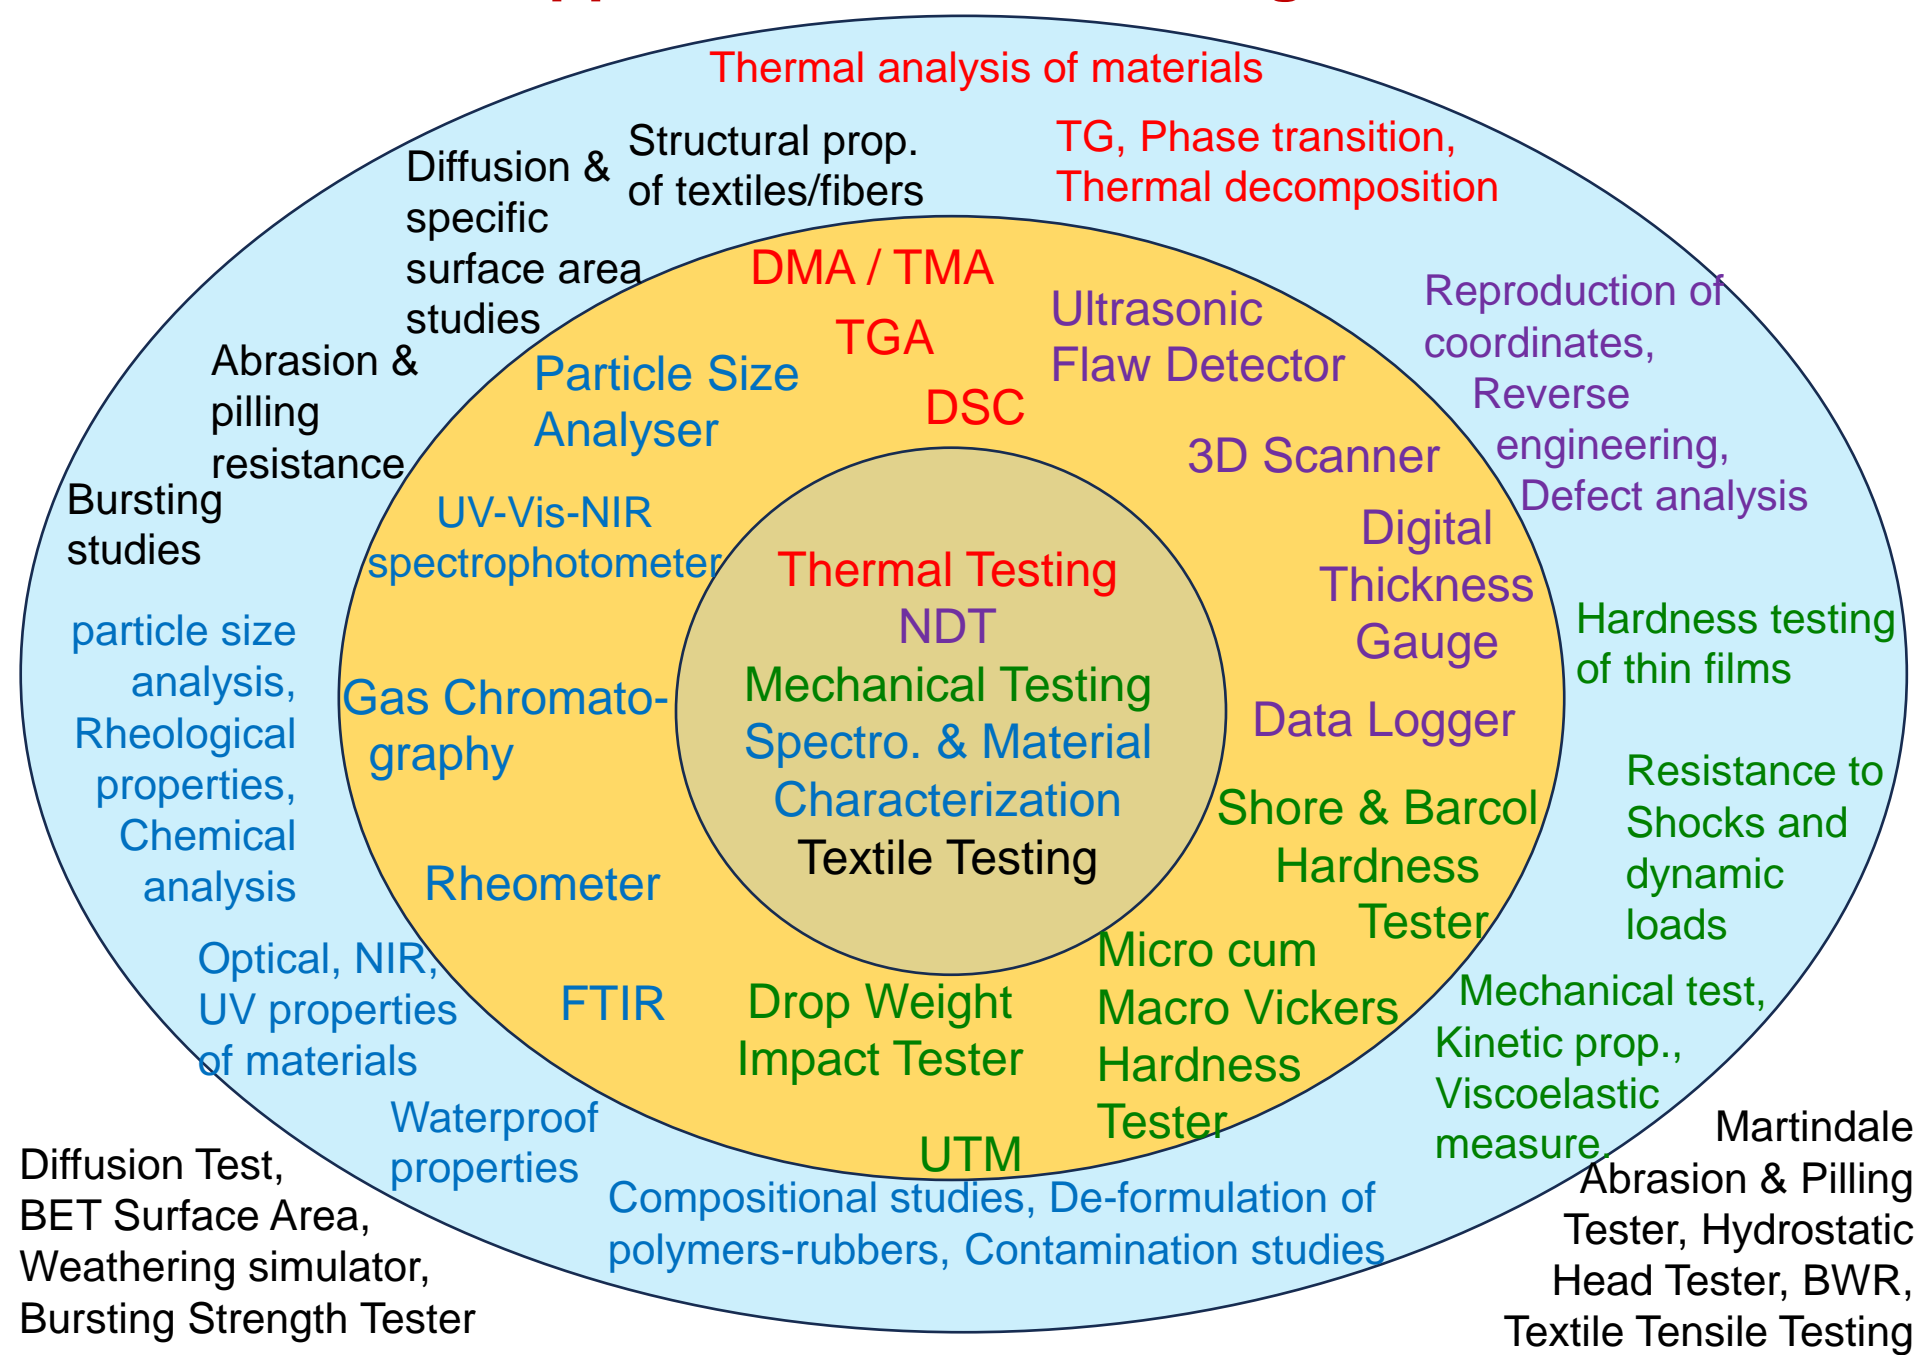 Thermal analysis of materials
Structural prop.
of textiles/fibers
TG, Phase transition,
Thermal decomposition
Diffusion &
specific
surface area
studies
Abrasion &
pilling
resistance
Bursting
studies
DMA / TMA
TGA
DSC
Ultrasonic
Flaw Detector
Reproduction of
coordinates,
Reverse
engineering,
Defect analysis
Particle Size
Analyser
3D Scanner
UV-Vis-NIR
spectrophotometer
Digital
Thickness
Gauge
Thermal Testing
NDT
Mechanical Testing
Spectro. & Material
Characterization
Textile Testing
particle size
analysis,
Rheological
properties,
Chemical
analysis
Gas Chromato-
graphy
Data Logger
Hardness testing
of thin films
Resistance to
Shocks and
dynamic
loads
Shore & Barcol
Hardness
Tester
Rheometer
Optical, NIR,
UV properties
of materials
FTIR
Drop Weight
Impact Tester
Micro cum
Macro Vickers
Hardness
Tester
Mechanical test,
Kinetic prop.,
Viscoelastic
measure.
Waterproof
properties
UTM
Compositional studies, De-formulation of
polymers-rubbers, Contamination studies
Diffusion Test,
BET Surface Area,
Weathering simulator,
Bursting Strength Tester
Martindale
Abrasion & Pilling
Tester, Hydrostatic
Head Tester, BWR,
Textile Tensile Testing